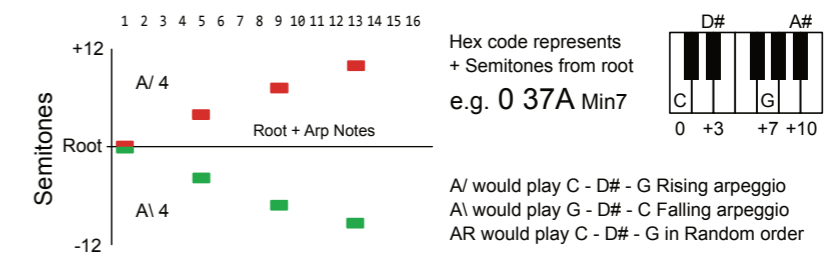 1 2 3 4 5 6 7 8 9 10 11 12 13 14 15 16
+12
A/ 4
Semitones
Root
Root + Arp Notes
A\ 4
-12
Hex code represents
+ Semitones from root
e.g. 0 37A Min7
D# A#
C G
0 +3 +7 +10
A/ would play C - D# - G Rising arpeggio
A\ would play G - D# - C Falling arpeggio
AR would play C - D# - G in Random order